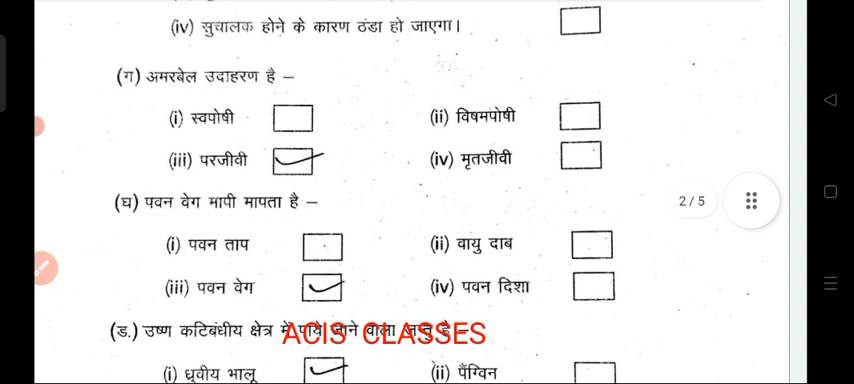 (iv) सुचालक होने के कारण ठंडा हो जाएगा।
(ग) अमरबेल उदाहरण है –
(i) स्वपोषी (ii) विषमपोषी
(iii) परजीवी (iv) मृतजीवी
(घ) पवन वेग मापी मापता है –
2 / 5
(i) पवन ताप (ii) वायु दाब
(iii) पवन वेग (iv) पवन दिशा
(ड.) उष्ण कटिबंधीय क्षेत्र में पाये जाने वाला जन्तु है –
ACIS CLASSES
(i) ध्रुवीय भालू (ii) पैंग्विन